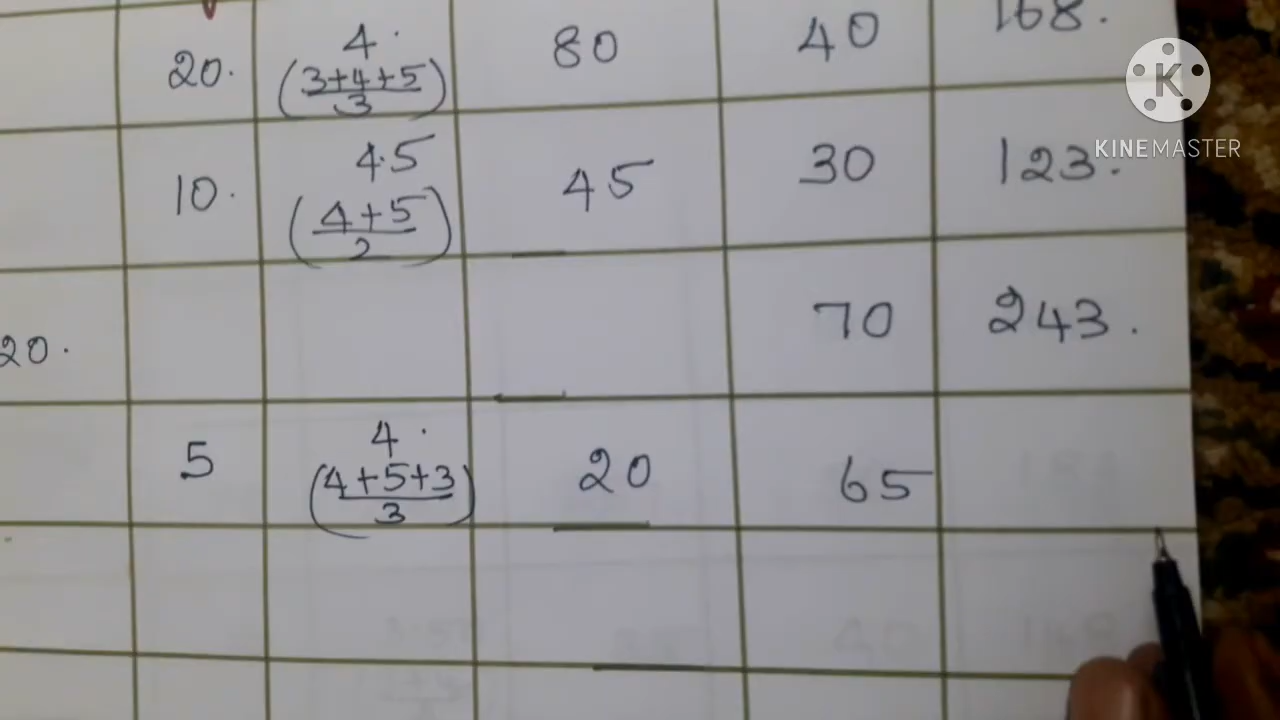 20. 4. 80 40 168.
(3+4+5/3)
10. 4.5 45 30 123.
(4+5/2)
20. 70 243.
5 4. 20 65
(4+5+3/3)
K
KINEMASTER